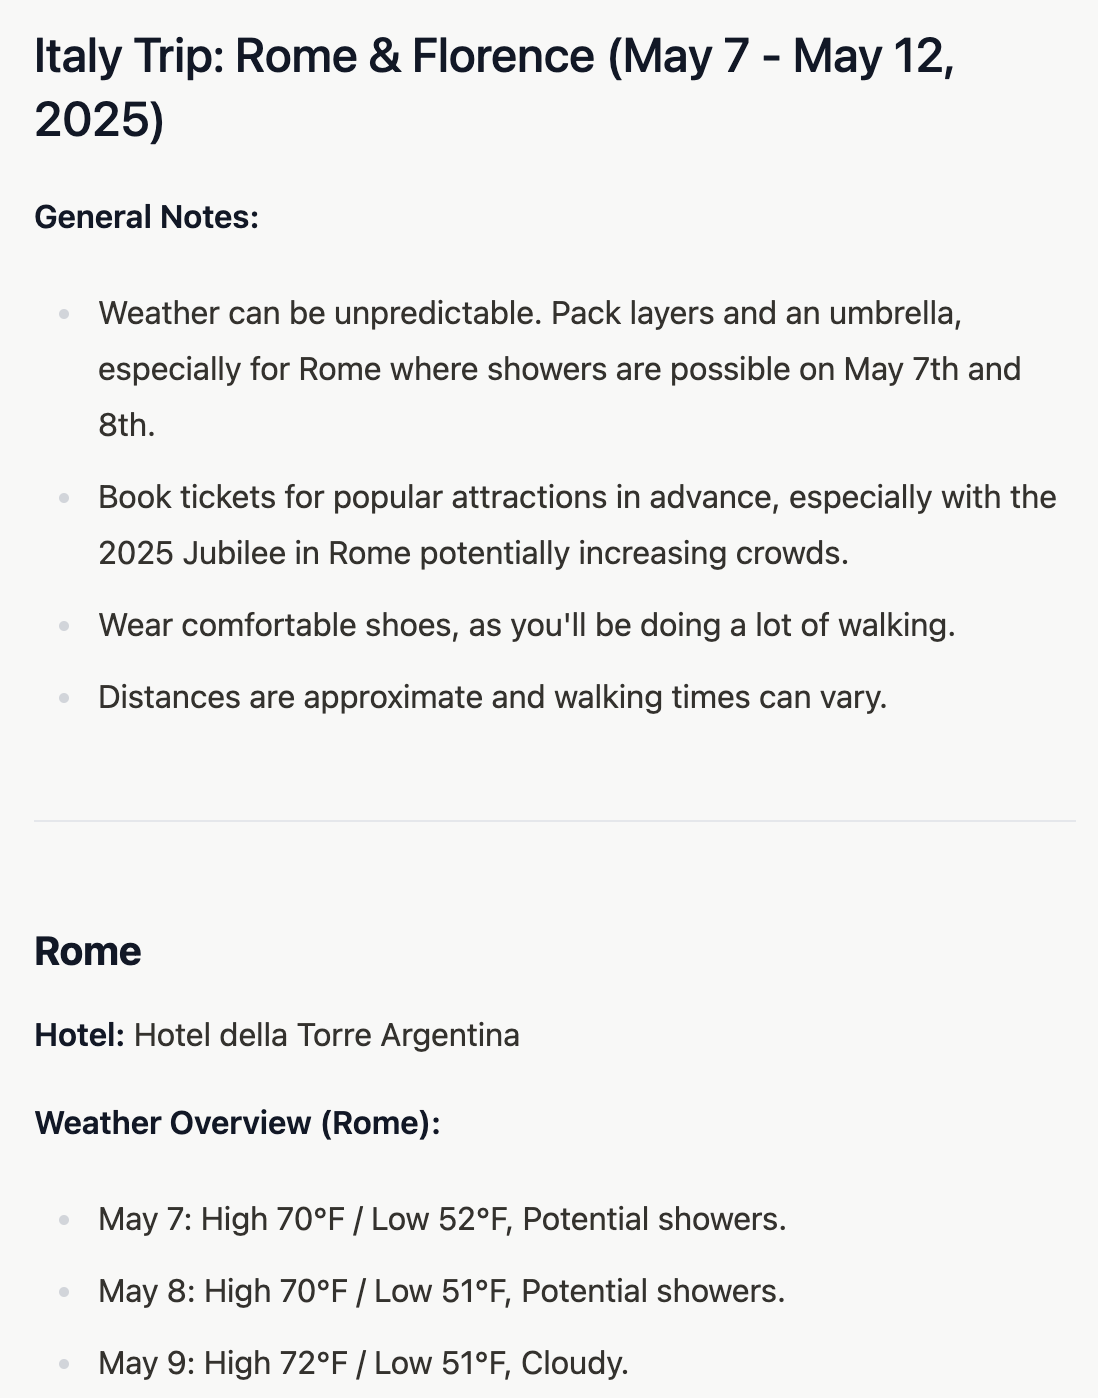 Italy Trip: Rome & Florence (May 7 - May 12,
2025)
General Notes:
Weather can be unpredictable. Pack layers and an umbrella,
especially for Rome where showers are possible on May 7th and
8th.
Book tickets for popular attractions in advance, especially with the
2025 Jubilee in Rome potentially increasing crowds.
Wear comfortable shoes, as you'll be doing a lot of walking.
Distances are approximate and walking times can vary.
Rome
Hotel: Hotel della Torre Argentina
Weather Overview (Rome):
May 7: High 70°F / Low 52°F, Potential showers.
May 8: High 70°F / Low 51°F, Potential showers.
May 9: High 72°F / Low 51°F, Cloudy.